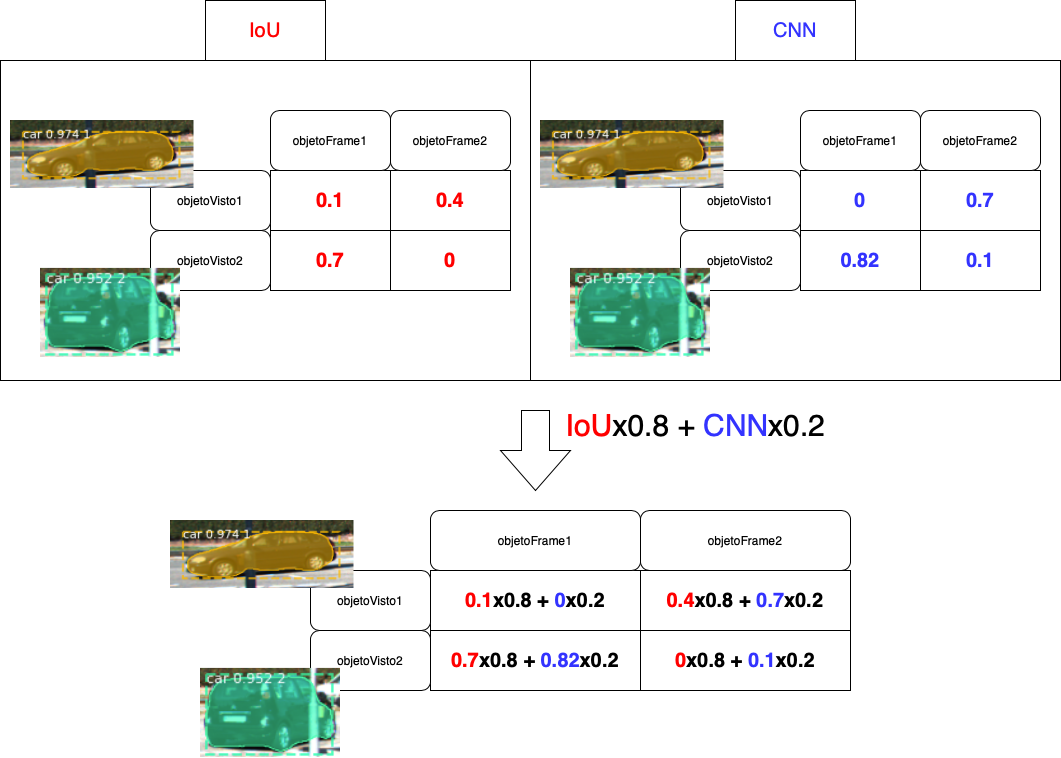 IoU
CNN
car 0.974 1
objetoFrame1 objetoFrame2
objetoVisto1 0.1 0.4
objetoVisto2 0.7 0
car 0.952 2
car 0.974 1
objetoFrame1 objetoFrame2
objetoVisto1 0 0.7
objetoVisto2 0.82 0.1
car 0.952 2
IoUx0.8 + CNNx0.2
car 0.974 1
objetoFrame1 objetoFrame2
objetoVisto1 0.1x0.8 + 0x0.2 0.4x0.8 + 0.7x0.2
objetoVisto2 0.7x0.8 + 0.82x0.2 0x0.8 + 0.1x0.2
car 0.952 2